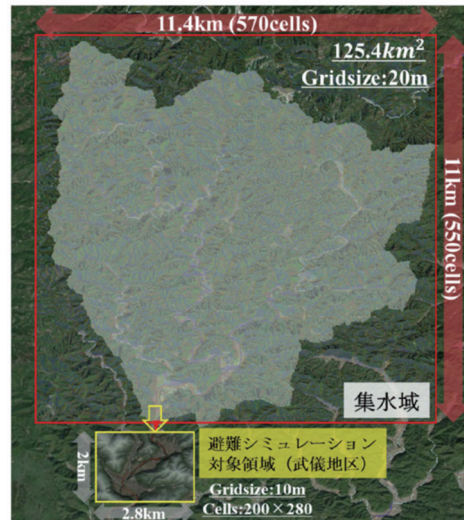 11.4km (570cells)
125.4km²
Gridsize:20m
11km (550cells)
集水域
避難シミュレーション
対象領域（武儀地区）
2km
Gridsize:10m
2.8km
Cells:200×280